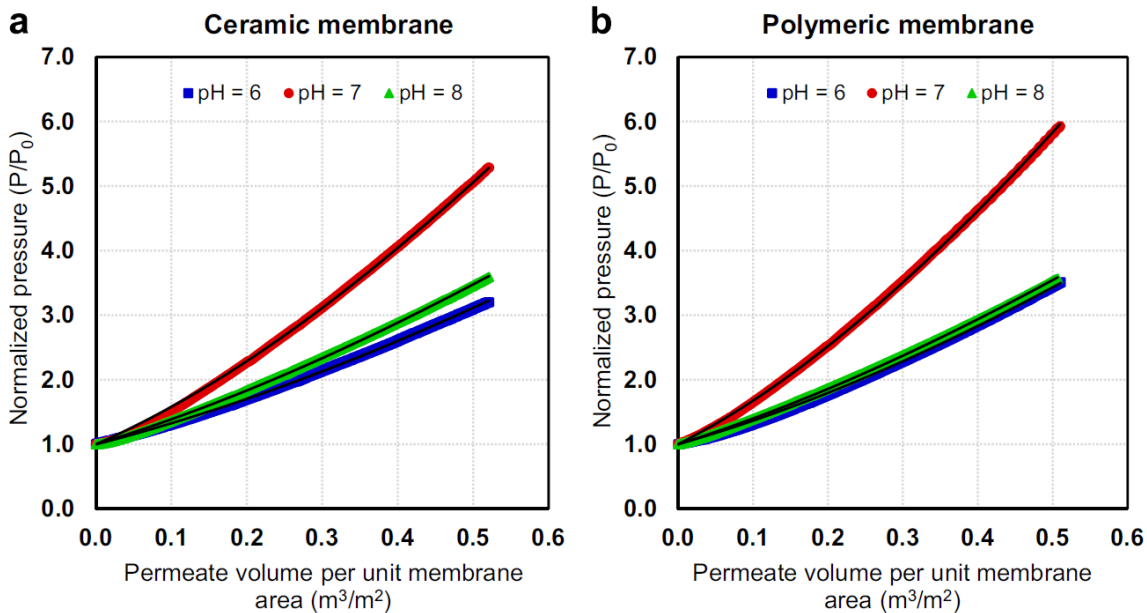 a
Ceramic membrane
7.0
6.0
5.0
4.0
3.0
2.0
1.0
0.0
Normalized pressure (P/P₀)
pH = 6 pH = 7 pH = 8
0.0 0.1 0.2 0.3 0.4 0.5 0.6
Permeate volume per unit membrane
area (m³/m²)
b
Polymeric membrane
7.0
6.0
5.0
4.0
3.0
2.0
1.0
0.0
Normalized pressure (P/P₀)
pH = 6 pH = 7 pH = 8
0.0 0.1 0.2 0.3 0.4 0.5 0.6
Permeate volume per unit membrane
area (m³/m²)